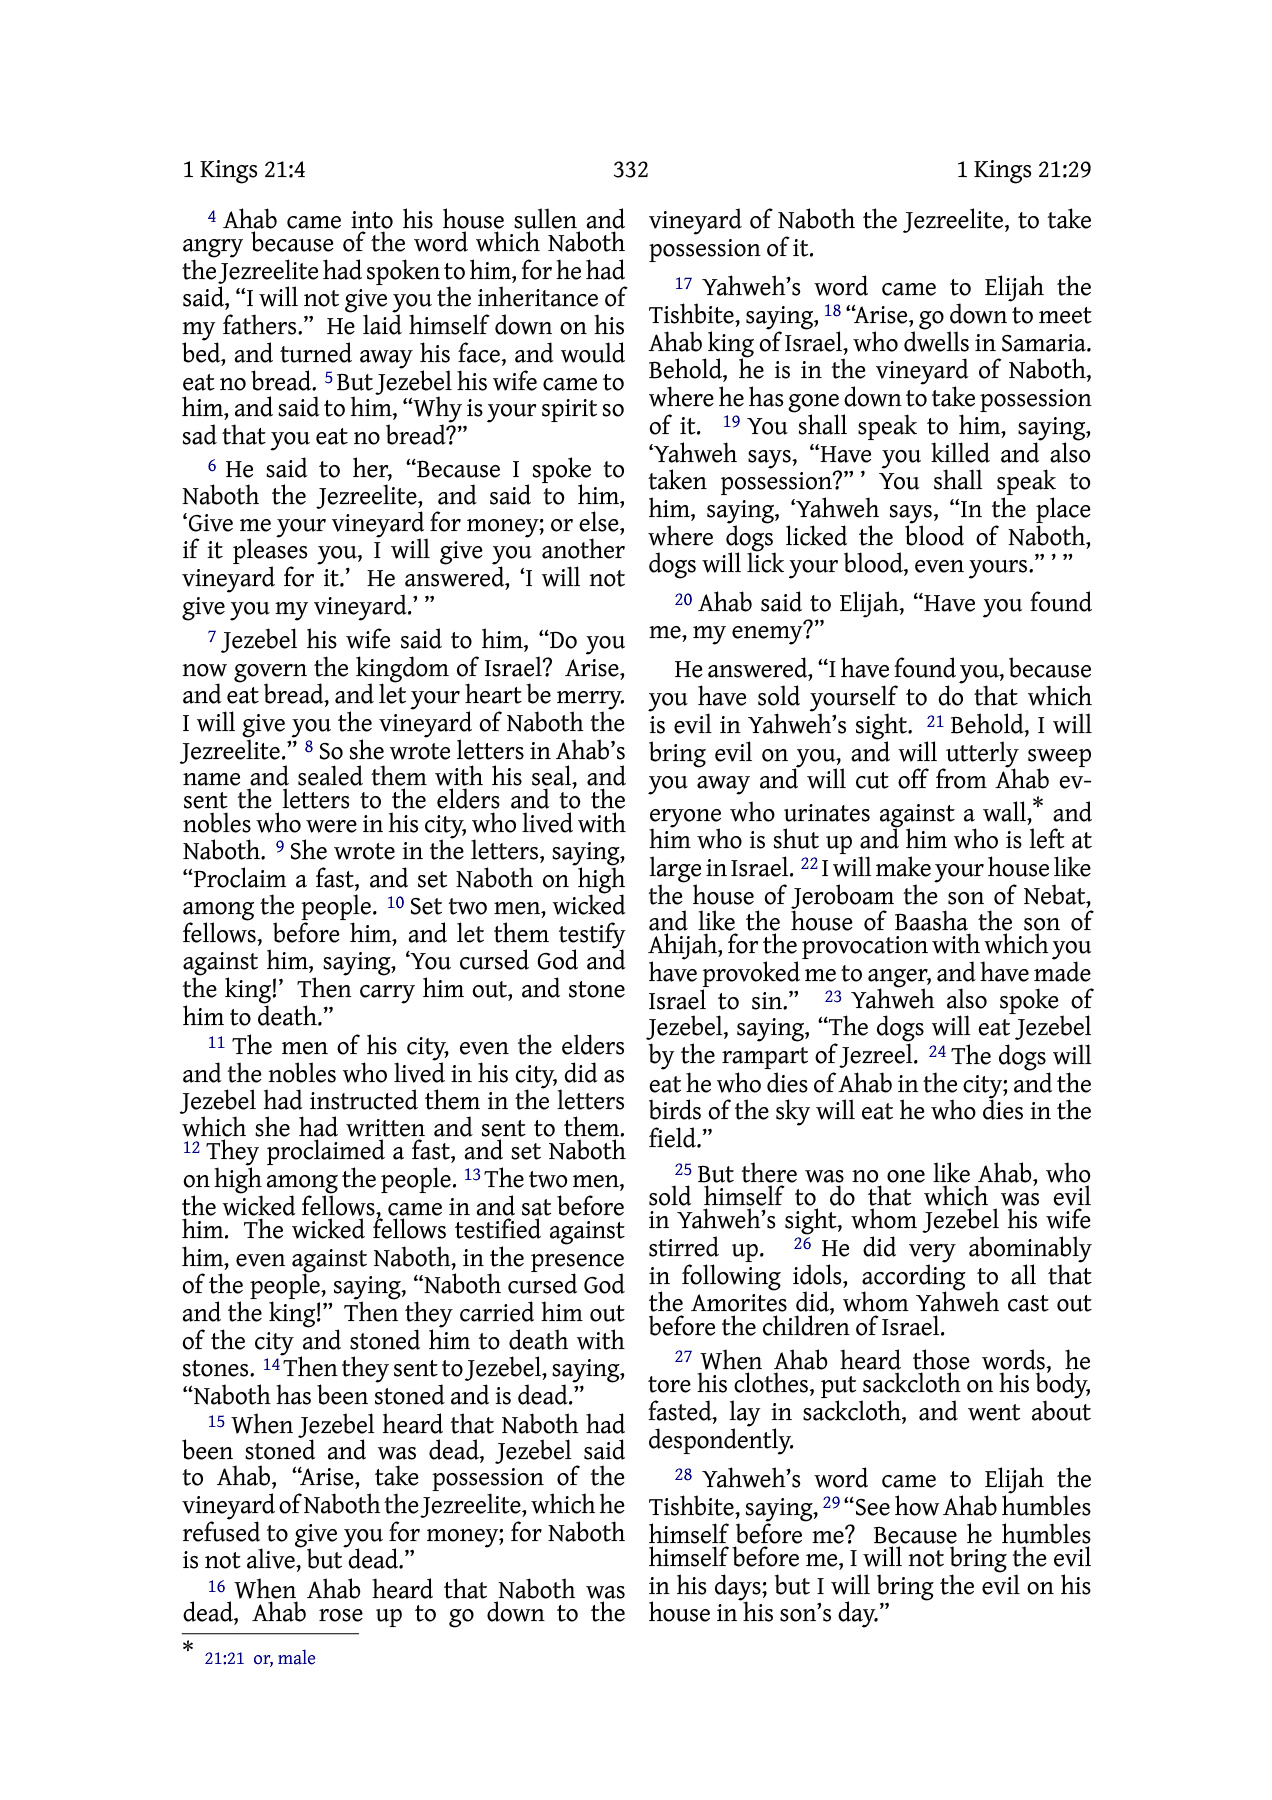 1 Kings 21:4 332 1 Kings 21:29
4 Ahab came into his house sullen and
angry because of the word which Naboth
the Jezreelite had spoken to him, for he had
said, “I will not give you the inheritance of
my fathers.” He laid himself down on his
bed, and turned away his face, and would
eat no bread. 5 But Jezebel his wife came to
him, and said to him, “Why is your spirit so
sad that you eat no bread?”
6 He said to her, “Because I spoke to
Naboth the Jezreelite, and said to him,
‘Give me your vineyard for money; or else,
if it pleases you, I will give you another
vineyard for it.’ He answered, ‘I will not
give you my vineyard.’ ”
7 Jezebel his wife said to him, “Do you
now govern the kingdom of Israel? Arise,
and eat bread, and let your heart be merry.
I will give you the vineyard of Naboth the
Jezreelite.” 8 So she wrote letters in Ahab’s
name and sealed them with his seal, and
sent the letters to the elders and to the
nobles who were in his city, who lived with
Naboth. 9 She wrote in the letters, saying,
“Proclaim a fast, and set Naboth on high
among the people. 10 Set two men, wicked
fellows, before him, and let them testify
against him, saying, ‘You cursed God and
the king!’ Then carry him out, and stone
him to death.”
11 The men of his city, even the elders
and the nobles who lived in his city, did as
Jezebel had instructed them in the letters
which she had written and sent to them.
12 They proclaimed a fast, and set Naboth
on high among the people. 13 The two men,
the wicked fellows, came in and sat before
him. The wicked fellows testified against
him, even against Naboth, in the presence
of the people, saying, “Naboth cursed God
and the king!” Then they carried him out
of the city and stoned him to death with
stones. 14 Then they sent to Jezebel, saying,
“Naboth has been stoned and is dead.”
15 When Jezebel heard that Naboth had
been stoned and was dead, Jezebel said
to Ahab, “Arise, take possession of the
vineyard of Naboth the Jezreelite, which he
refused to give you for money; for Naboth
is not alive, but dead.”
16 When Ahab heard that Naboth was
dead, Ahab rose up to go down to the
vineyard of Naboth the Jezreelite, to take
possession of it.
17 Yahweh’s word came to Elijah the
Tishbite, saying, 18 “Arise, go down to meet
Ahab king of Israel, who dwells in Samaria.
Behold, he is in the vineyard of Naboth,
where he has gone down to take possession
of it. 19 You shall speak to him, saying,
‘Yahweh says, “Have you killed and also
taken possession?” ’ You shall speak to
him, saying, ‘Yahweh says, “In the place
where dogs licked the blood of Naboth,
dogs will lick your blood, even yours.” ’ ”
20 Ahab said to Elijah, “Have you found
me, my enemy?”
He answered, “I have found you, because
you have sold yourself to do that which
is evil in Yahweh’s sight. 21 Behold, I will
bring evil on you, and will utterly sweep
you away and will cut off from Ahab ev-
eryone who urinates against a wall,* and
him who is shut up and him who is left at
large in Israel. 22 I will make your house like
the house of Jeroboam the son of Nebat,
and like the house of Baasha the son of
Ahijah, for the provocation with which you
have provoked me to anger, and have made
Israel to sin.” 23 Yahweh also spoke of
Jezebel, saying, “The dogs will eat Jezebel
by the rampart of Jezreel. 24 The dogs will
eat he who dies of Ahab in the city; and the
birds of the sky will eat he who dies in the
field.”
25 But there was no one like Ahab, who
sold himself to do that which was evil
in Yahweh’s sight, whom Jezebel his wife
stirred up. 26 He did very abominably
in following idols, according to all that
the Amorites did, whom Yahweh cast out
before the children of Israel.
27 When Ahab heard those words, he
tore his clothes, put sackcloth on his body,
fasted, lay in sackcloth, and went about
despondently.
28 Yahweh’s word came to Elijah the
Tishbite, saying, 29 “See how Ahab humbles
himself before me? Because he humbles
himself before me, I will not bring the evil
in his days; but I will bring the evil on his
house in his son’s day.”
* 21:21 or, male